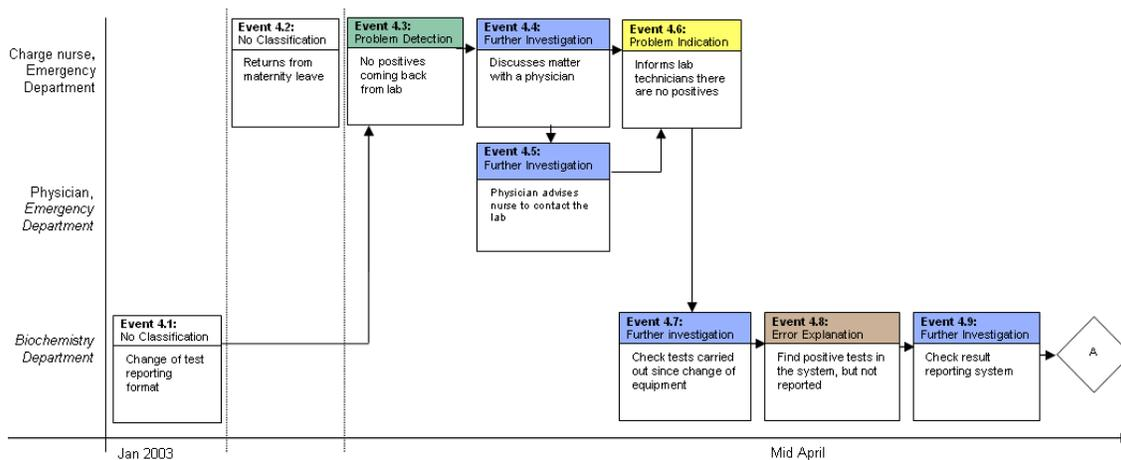 Charge nurse,
Emergency
Department
Event 4.2:
No Classification
Returns from
maternity leave
Event 4.3:
Problem Detection
No positives
coming back
from lab
Event 4.4:
Further Investigation
Discusses matter
with a physician
Event 4.6:
Problem Indication
Informs lab
technicians there
are no positives
Physician,
Emergency
Department
Event 4.5:
Further Investigation
Physician advises
nurse to contact the
lab
Biochemistry
Department
Event 4.1:
No Classification
Change of test
reporting
format
Event 4.7:
Further investigation
Check tests carried
out since change of
equipment
Event 4.8:
Error Explanation
Find positive tests in
the system, but not
reported
Event 4.9:
Further Investigation
Check result
reporting system
A
Jan 2003
Mid April